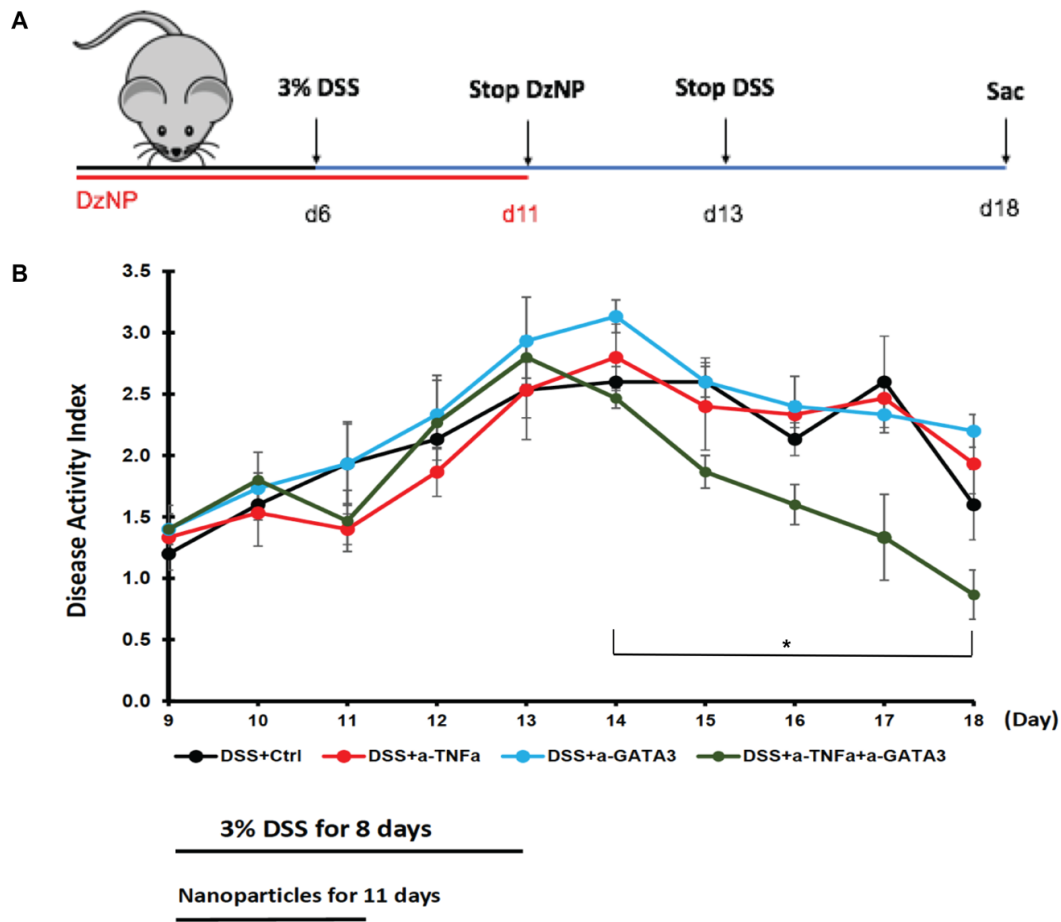 A
3% DSS
Stop DzNP
Stop DSS
Sac
DzNP
d6
d11
d13
d18
B
Disease Activity Index
3.5
3.0
2.5
2.0
1.5
1.0
0.5
0.0
*
9 10 11 12 13 14 15 16 17 18 (Day)
DSS+Ctrl DSS+a-TNFa DSS+a-GATA3 DSS+a-TNFa+a-GATA3
3% DSS for 8 days
Nanoparticles for 11 days